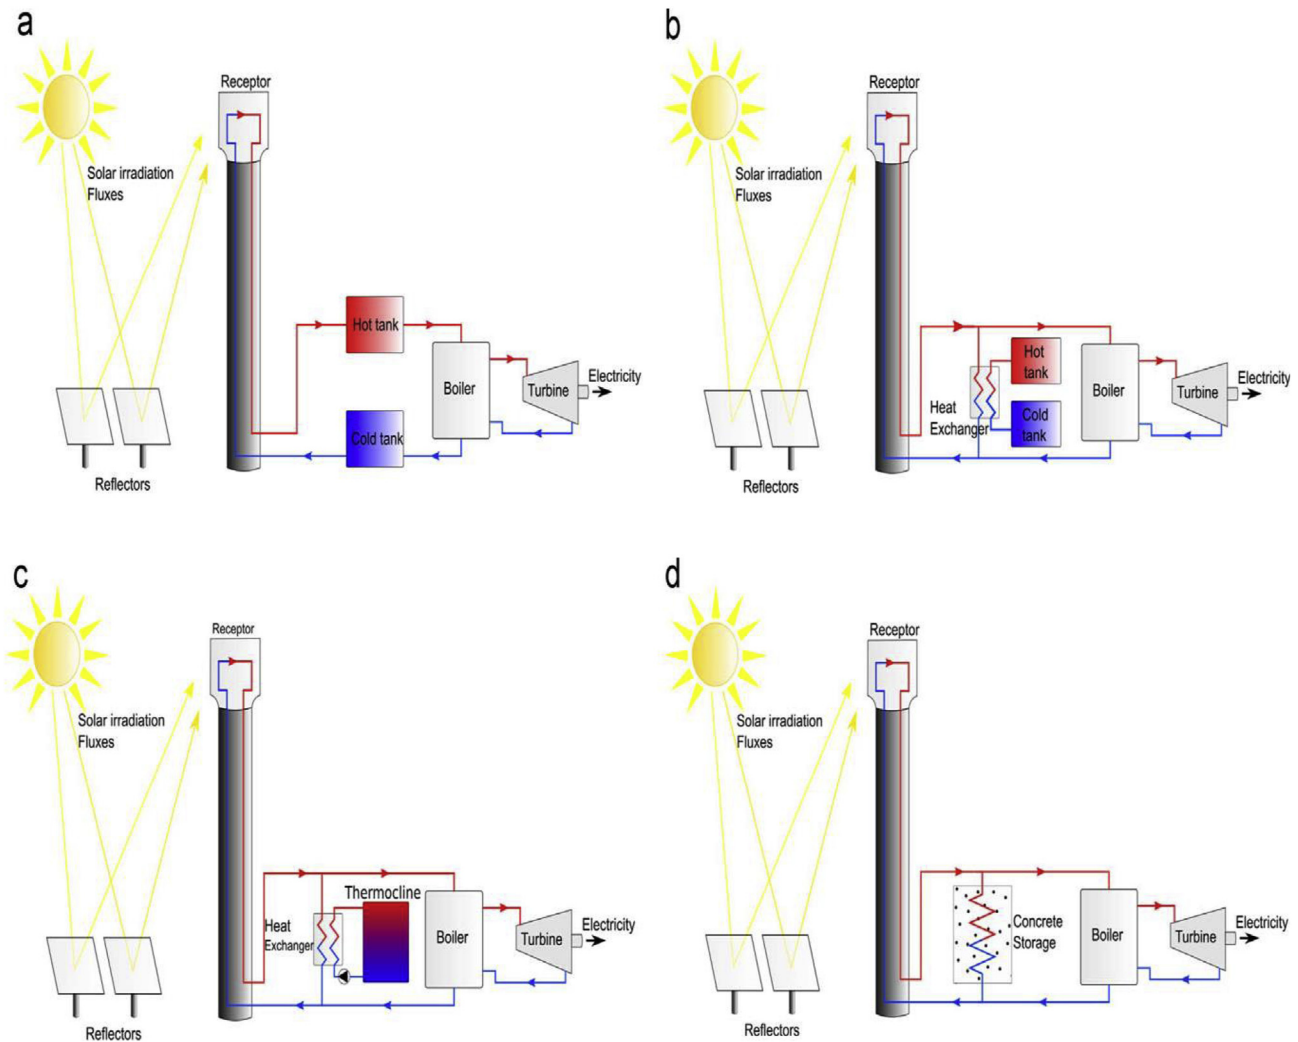 a
Receptor
Solar irradiation
Fluxes
Hot tank
Cold tank
Boiler
Turbine
Electricity
Reflectors
b
Receptor
Solar irradiation
Fluxes
Heat
Exchanger
Hot
tank
Cold
tank
Boiler
Turbine
Electricity
Reflectors
c
Receptor
Solar irradiation
Fluxes
Heat
Exchanger
Thermocline
Boiler
Turbine
Electricity
Reflectors
d
Receptor
Solar irradiation
Fluxes
Concrete
Storage
Boiler
Turbine
Electricity
Reflectors